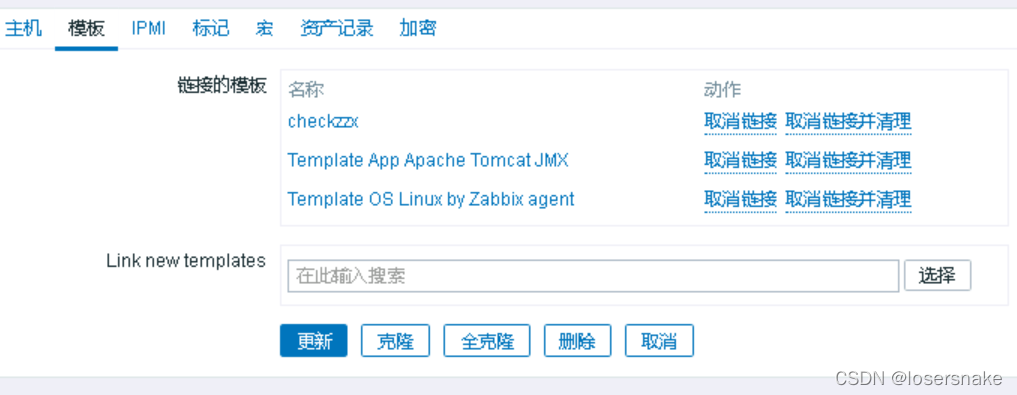 主机 模板 IPMI 标记 宏 资产记录 加密
链接的模板 名称 动作
checkzzx 取消链接 取消链接并清理
Template App Apache Tomcat JMX 取消链接 取消链接并清理
Template OS Linux by Zabbix agent 取消链接 取消链接并清理
Link new templates 在此输入搜索 选择
更新 克隆 全克隆 删除 取消
CSDN @losersnake